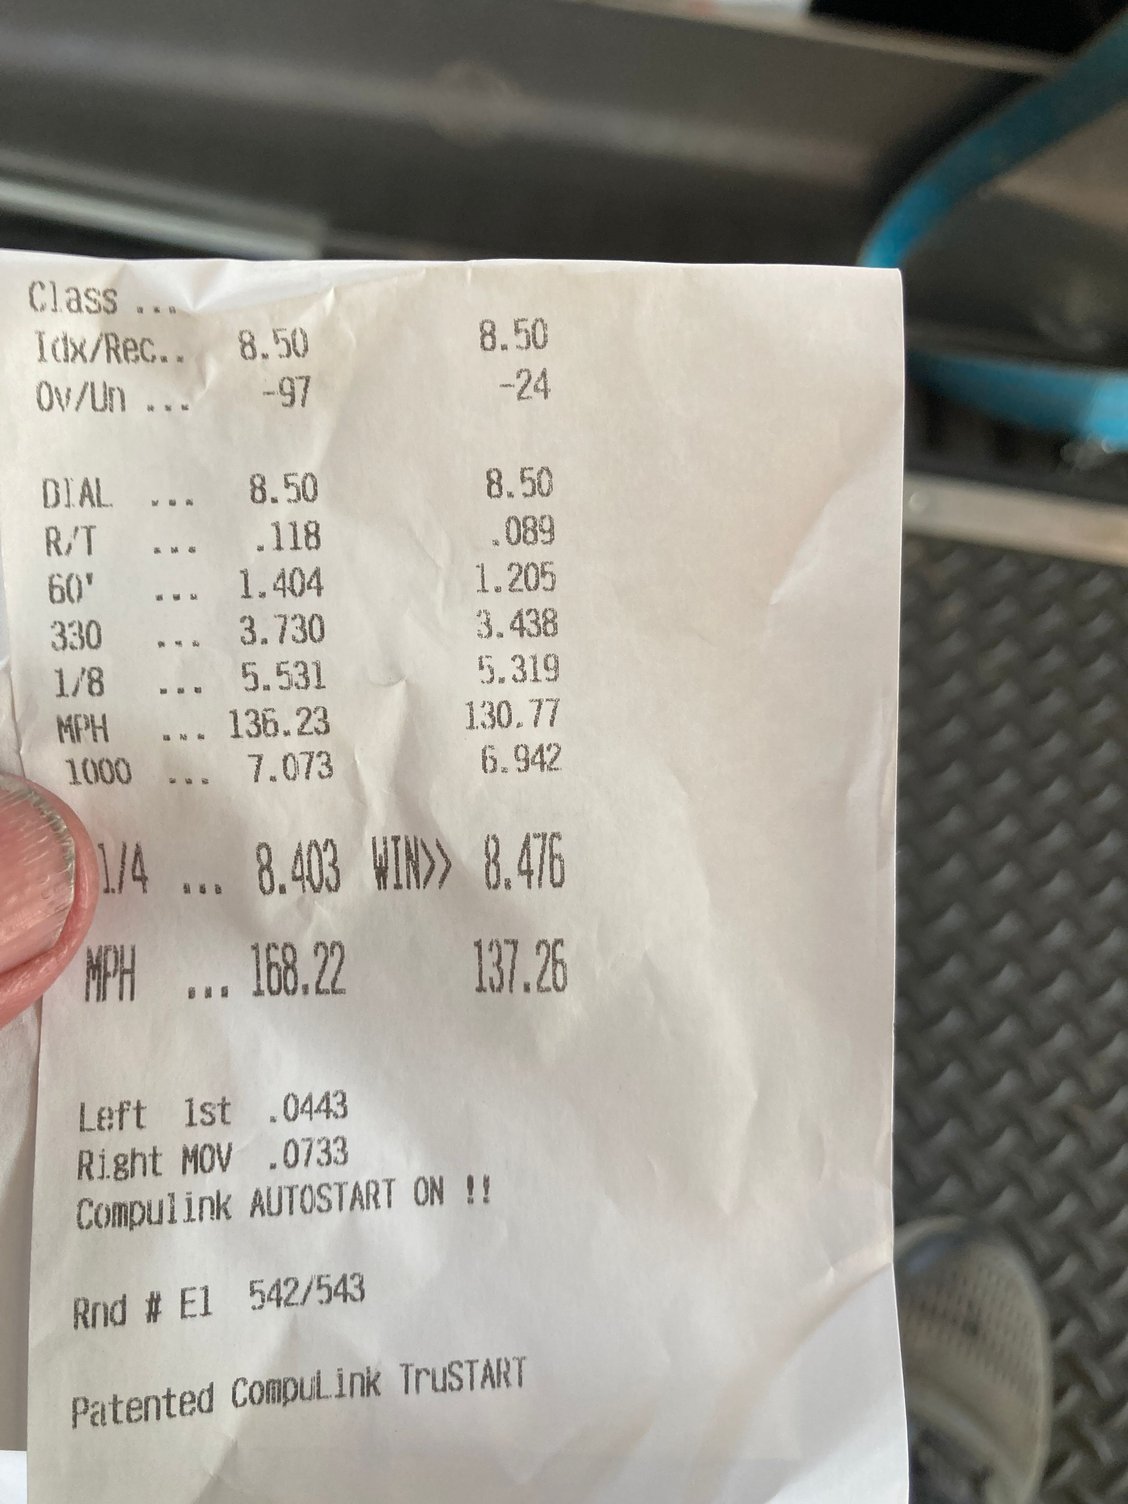 Class ...
Idx/Rec.. 8.50 8.50
Ov/Un ... -97 -24
DIAL ... 8.50 8.50
R/T ... .118 .089
60' ... 1.404 1.205
330 ... 3.730 3.438
1/8 ... 5.531 5.319
MPH ... 136.23 130.77
1000 ... 7.073 6.942
1/4 ... 8.403 WIN>> 8.476
MPH ... 168.22 137.26
Left 1st .0443
Right MOV .0733
Compulink AUTOSTART ON !!
Rnd # E1 542/543
Patented CompuLink TruSTART